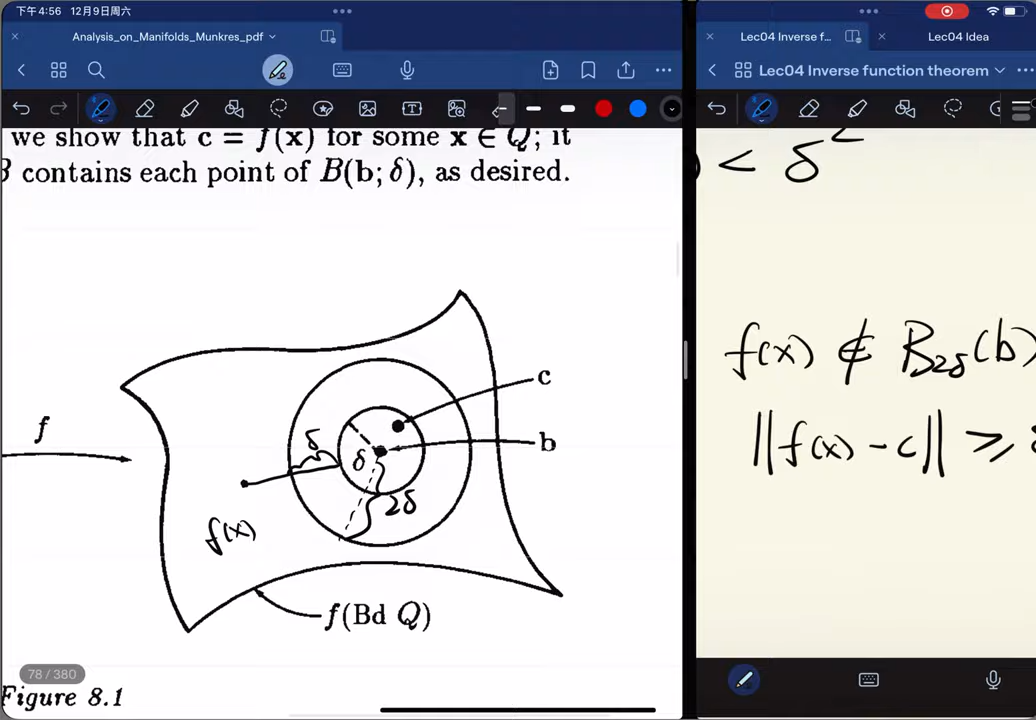 下午4:56 12月9日周六
Analysis_on_Manifolds_Munkres_pdf
Lec04 Inverse f...
Lec04 Idea
Lec04 Inverse function theorem
we show that c = f(x) for some x ∈ Q; it
B contains each point of B(b; δ), as desired.
f
δ
δ
2δ
c
b
f(x)
f(Bd Q)
78 / 380
Figure 8.1
) < δ²
f(x) ∉ B2δ(b)
||f(x) - c|| ≥